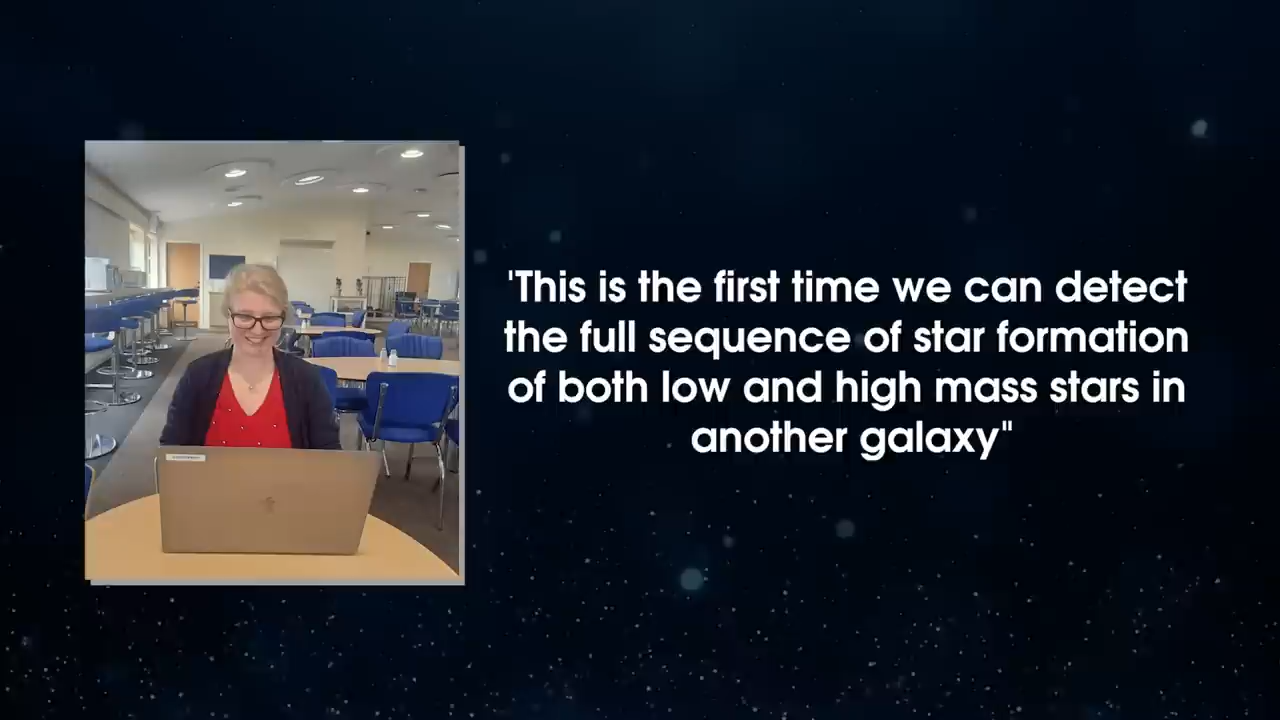 'This is the first time we can detect
the full sequence of star formation
of both low and high mass stars in
another galaxy"